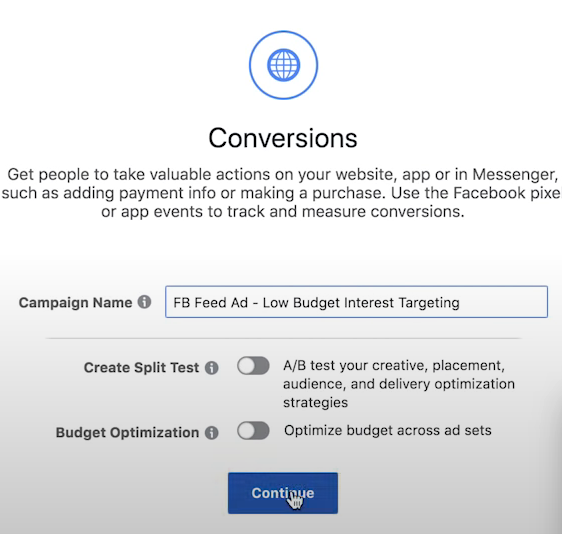 Conversions
Get people to take valuable actions on your website, app or in Messenger,
such as adding payment info or making a purchase. Use the Facebook pixe
or app events to track and measure conversions.
Campaign Name
FB Feed Ad - Low Budget Interest Targeting
Create Split Test
A/B test your creative, placement,
audience, and delivery optimization
strategies
Budget Optimization
Optimize budget across ad sets
Continue